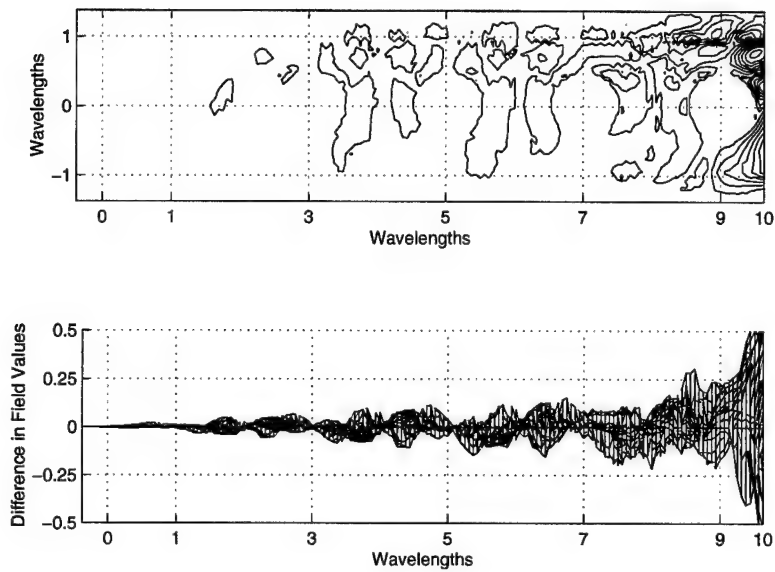 Wavelengths
1
0
−1
0 1 3 5 7 9 10
Wavelengths
Difference in Field Values
0.5
0.25
0
−0.25
−0.5
0 1 3 5 7 9 10
Wavelengths